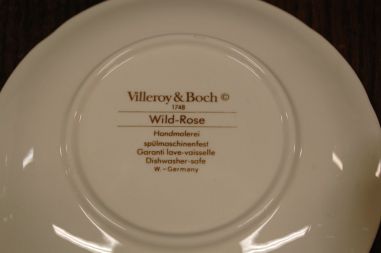 Villeroy & Boch ©
1748
Wild-Rose
Handmalerei
spülmaschinenfest
Garanti lave-vaisselle
Dishwasher-safe
W.-Germany